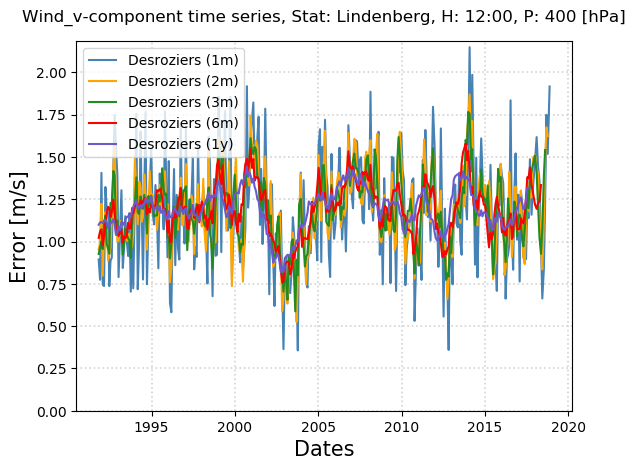 Wind_v-component time series, Stat: Lindenberg, H: 12:00, P: 400 [hPa]
Desroziers (1m)
Desroziers (2m)
Desroziers (3m)
Desroziers (6m)
Desroziers (1y)
2.00
1.75
1.50
1.25
1.00
0.75
0.50
0.25
0.00
Error [m/s]
1995
2000
2005
2010
2015
2020
Dates